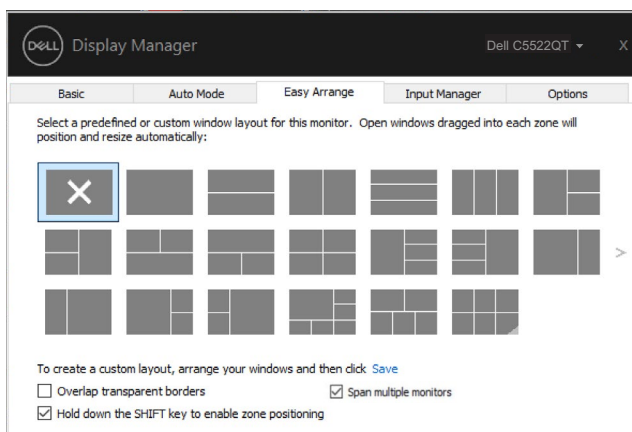 DELL Display Manager Dell C5522QT X
Basic Auto Mode Easy Arrange Input Manager Options
Select a predefined or custom window layout for this monitor. Open windows dragged into each zone will
position and resize automatically:
>
To create a custom layout, arrange your windows and then click Save
Overlap transparent borders Span multiple monitors
Hold down the SHIFT key to enable zone positioning